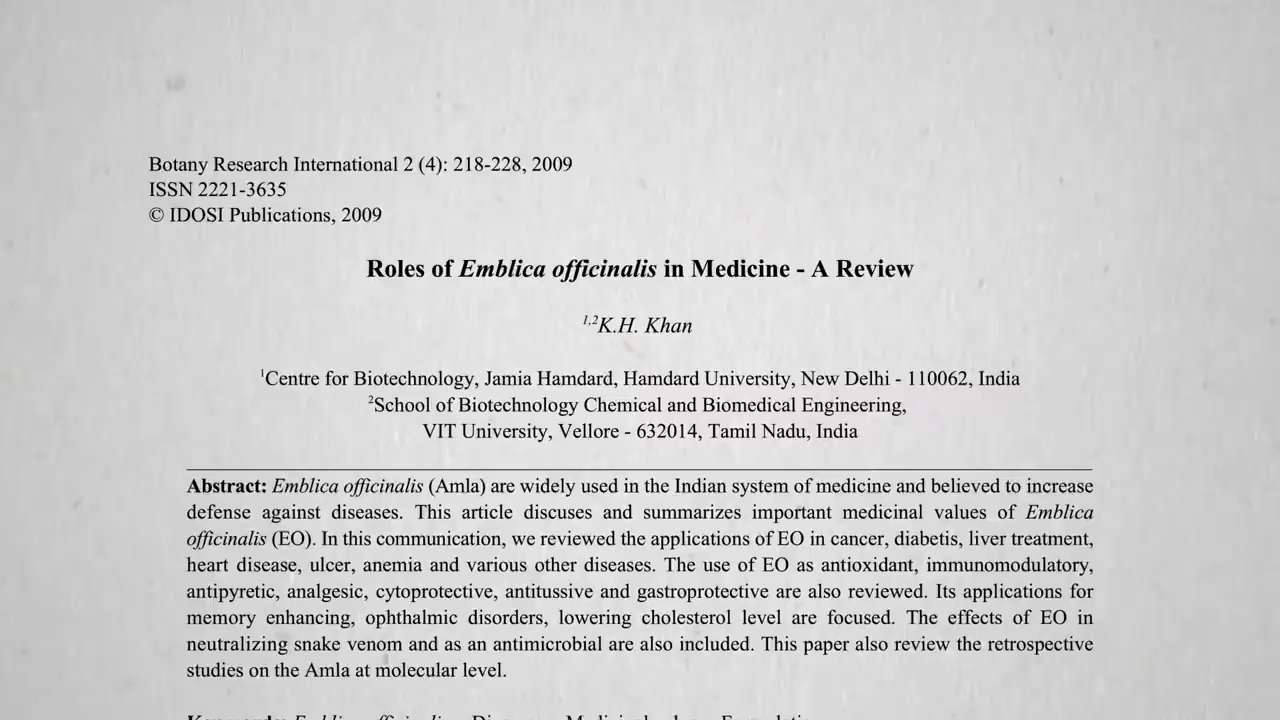 Botany Research International 2 (4): 218-228, 2009
ISSN 2221-3635
© IDOSI Publications, 2009
Roles of Emblica officinalis in Medicine - A Review
1,2K.H. Khan
1Centre for Biotechnology, Jamia Hamdard, Hamdard University, New Delhi - 110062, India
2School of Biotechnology Chemical and Biomedical Engineering,
VIT University, Vellore - 632014, Tamil Nadu, India
Abstract: Emblica officinalis (Amla) are widely used in the Indian system of medicine and believed to increase
defense against diseases. This article discuses and summarizes important medicinal values of Emblica
officinalis (EO). In this communication, we reviewed the applications of EO in cancer, diabetis, liver treatment,
heart disease, ulcer, anemia and various other diseases. The use of EO as antioxidant, immunomodulatory,
antipyretic, analgesic, cytoprotective, antitussive and gastroprotective are also reviewed. Its applications for
memory enhancing, ophthalmic disorders, lowering cholesterol level are focused. The effects of EO in
neutralizing snake venom and as an antimicrobial are also included. This paper also review the retrospective
studies on the Amla at molecular level.